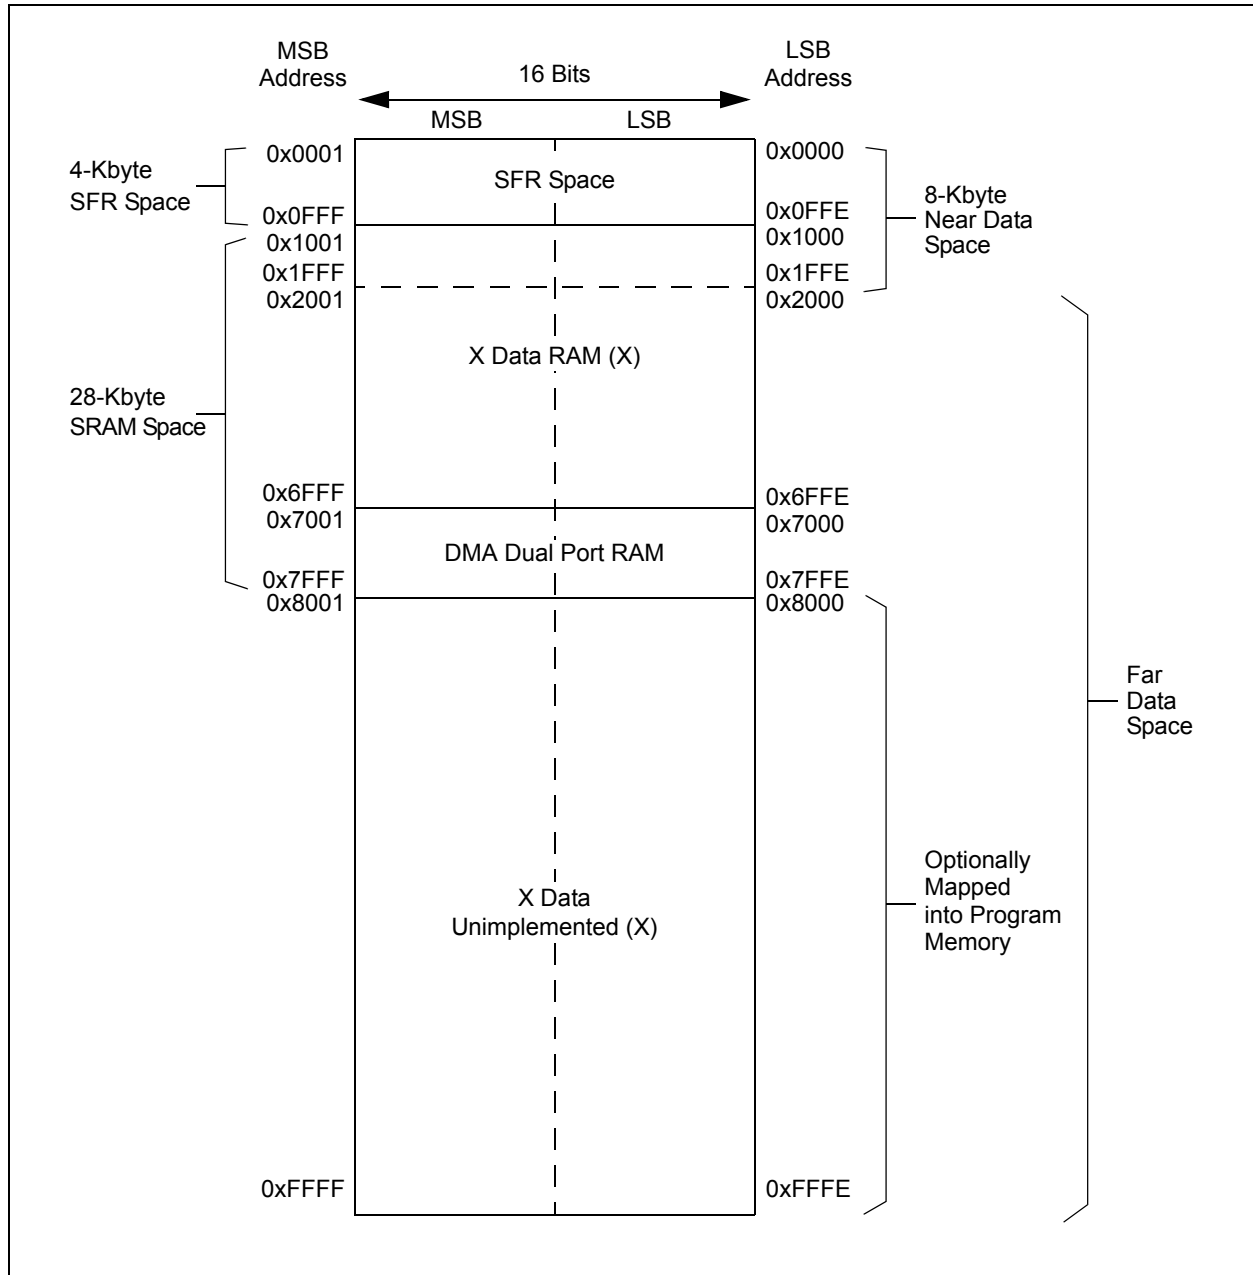 MSB
Address
16 Bits
LSB
Address
MSB
LSB
4-Kbyte
SFR Space
0x0001
0x0FFF
0x1001
0x1FFF
0x2001
SFR Space
0x0000
0x0FFE
0x1000
0x1FFE
0x2000
8-Kbyte
Near Data
Space
28-Kbyte
SRAM Space
X Data RAM (X)
0x6FFF
0x7001
0x6FFE
0x7000
DMA Dual Port RAM
0x7FFF
0x8001
0x7FFE
0x8000
Far
Data
Space
X Data
Unimplemented (X)
Optionally
Mapped
into Program
Memory
0xFFFF
0xFFFE